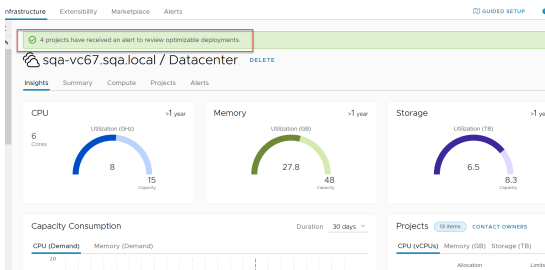 nfrastructure Extensibility Marketplace Alerts GUIDED SETUP
4 projects have received an alert to review optimizable deployments.
sqa-vc67.sqa.local / Datacenter DELETE
Insights Summary Compute Projects Alerts
CPU >1 year
Utilization (GHz)
6
Cores
8
15
Capacity
Memory >1 year
Utilization (GB)
27.8
48
Capacity
Storage >1 ye
Utilization (TB)
6.5
8.3
Capacity
Capacity Consumption Duration 30 days
CPU (Demand) Memory (Demand)
20
Projects 13 items CONTACT OWNERS
CPU (vCPUs) Memory (GB) Storage (TB)
Allocation Limits